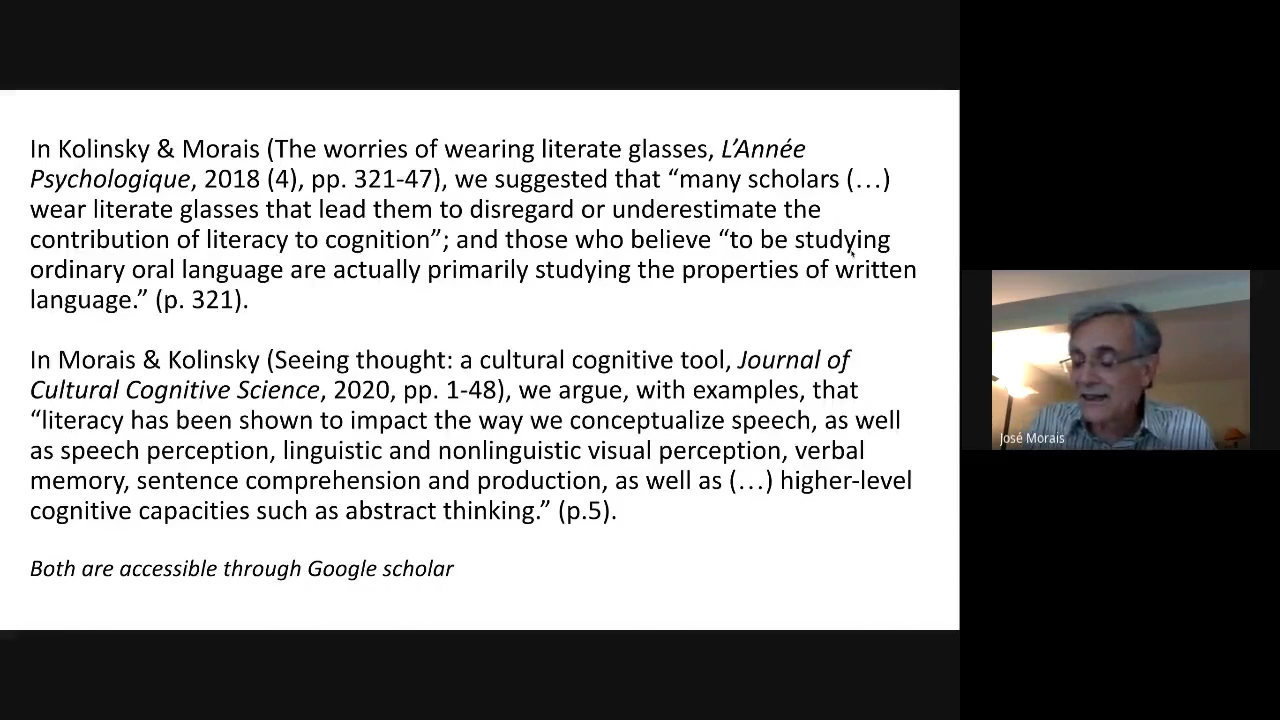 In Kolinsky & Morais (The worries of wearing literate glasses, L’Année
Psychologique, 2018 (4), pp. 321-47), we suggested that “many scholars (…)
wear literate glasses that lead them to disregard or underestimate the
contribution of literacy to cognition”; and those who believe “to be studying
ordinary oral language are actually primarily studying the properties of written
language.” (p. 321).
In Morais & Kolinsky (Seeing thought: a cultural cognitive tool, Journal of
Cultural Cognitive Science, 2020, pp. 1-48), we argue, with examples, that
“literacy has been shown to impact the way we conceptualize speech, as well
as speech perception, linguistic and nonlinguistic visual perception, verbal
memory, sentence comprehension and production, as well as (…) higher-level
cognitive capacities such as abstract thinking.” (p.5).
Both are accessible through Google scholar
José Morais